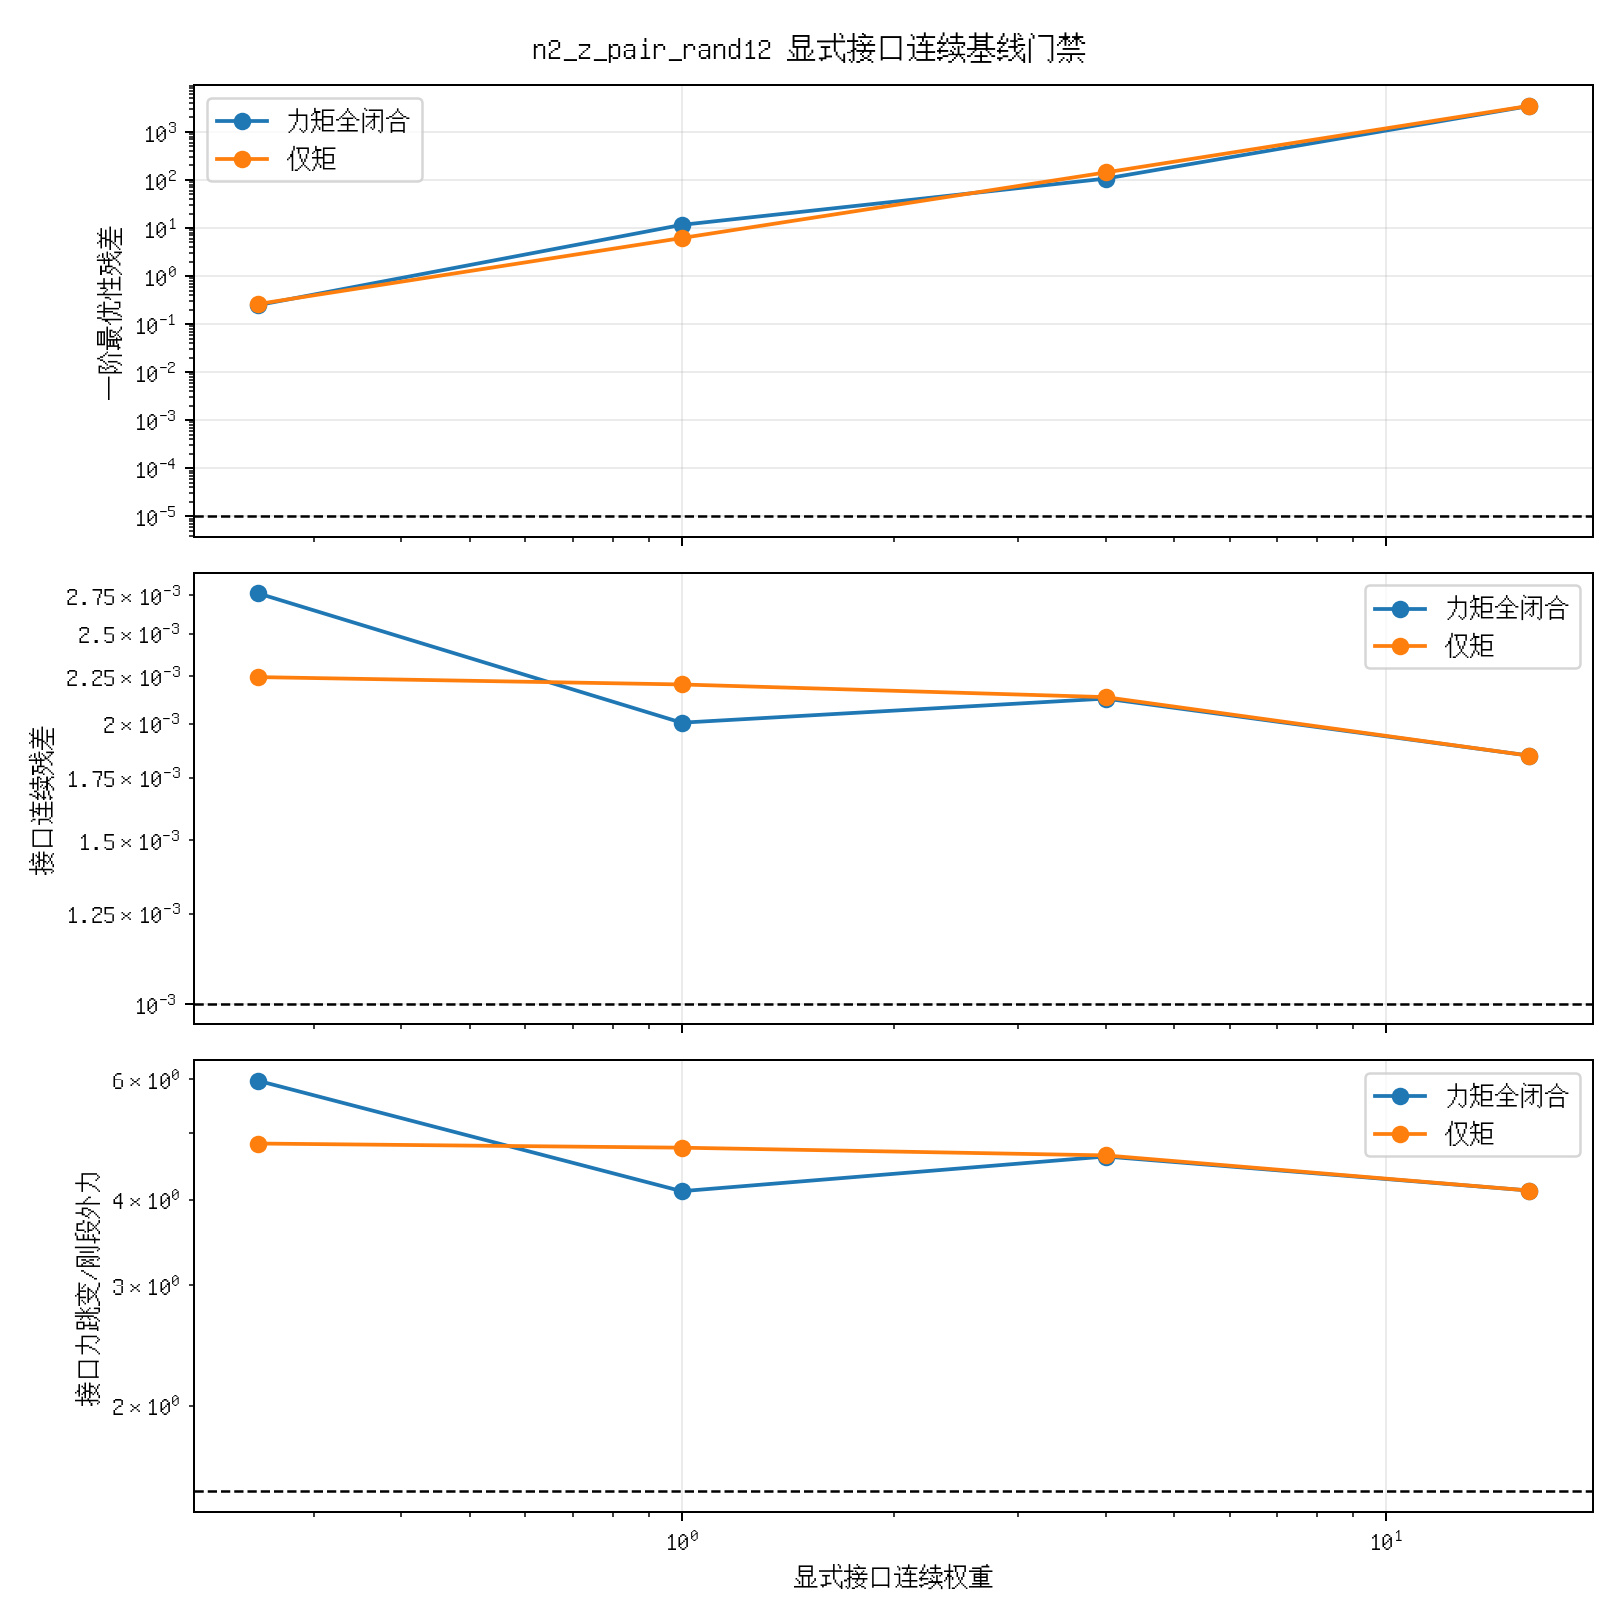 n2_z_pair_rand12 显式接口连续基线门禁
力矩全闭合
仅矩
一阶最优性残差
10³
10²
10¹
10⁰
10⁻¹
10⁻²
10⁻³
10⁻⁴
10⁻⁵
力矩全闭合
仅矩
接口连续残差
2.75×10⁻³
2.5×10⁻³
2.25×10⁻³
2×10⁻³
1.75×10⁻³
1.5×10⁻³
1.25×10⁻³
10⁻³
力矩全闭合
仅矩
接口力跳变/刚段外力
6×10⁰
4×10⁰
3×10⁰
2×10⁰
10⁰
10¹
显式接口连续权重